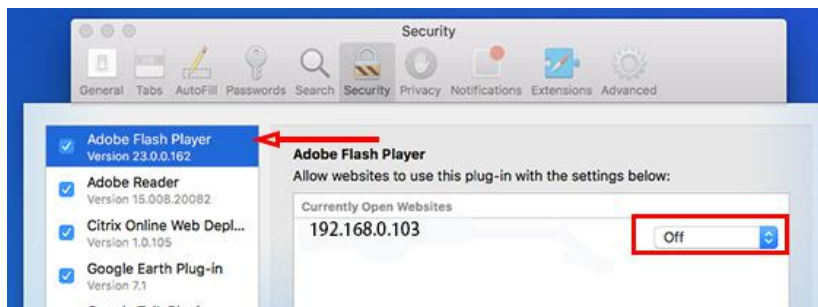 Security
General Tabs AutoFill Passwords Search Security Privacy Notifications Extensions Advanced
Adobe Flash Player
Version 23.0.0.162
Adobe Reader
Version 15.008.20082
Citrix Online Web Depl...
Version 1.0.105
Google Earth Plug-in
Version 7.1
Adobe Flash Player
Allow websites to use this plug-in with the settings below:
Currently Open Websites
192.168.0.103
Off